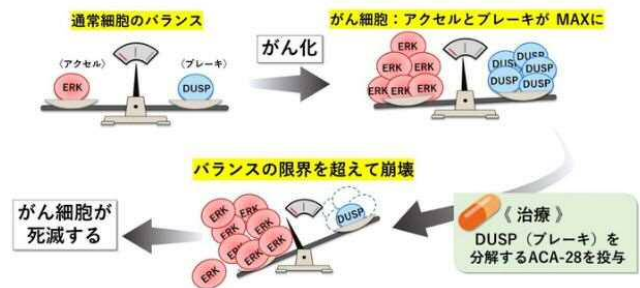 通常細胞のバランス
〈アクセル〉
〈ブレーキ〉
ERK
DUSP
がん化
がん細胞：アクセルとブレーキが MAXに
ERK
ERK
ERK
ERK
ERK
ERK
DUSP
DUSP
DUSP
DUSP
DUSP
バランスの限界を超えて崩壊
がん細胞が
死滅する
ERK
ERK
ERK
ERK
ERK
ERK
ERK
ERK
DUSP
《 治療 》
DUSP（ブレーキ）を
分解するACA-28を投与